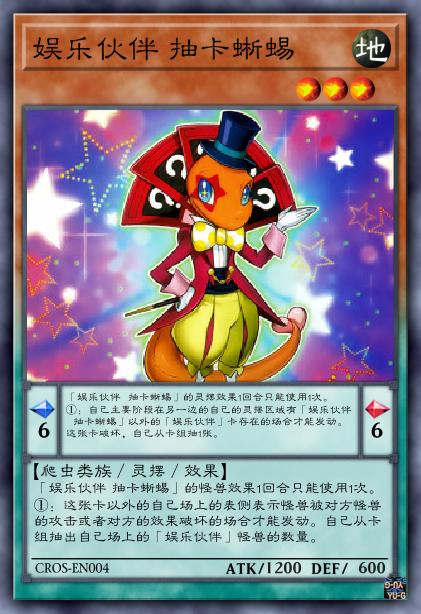 娱乐伙伴 抽卡蜥蜴
地
? ? ?
「娱乐伙伴 抽卡蜥蜴」的灵摆效果1回合只能使用1次。
①：自己主要阶段在另一边的自己的灵摆区域有「娱乐伙伴
抽卡蜥蜴」以外的「娱乐伙伴」卡存在的场合才能发动。
这张卡破坏，自己从卡组抽1张。
6 6
【爬虫类族／灵摆／效果】
「娱乐伙伴 抽卡蜥蜴」的怪兽效果1回合只能使用1次。
①：这张卡以外的自己场上的表侧表示怪兽被对方怪兽
的攻击或者对方的效果破坏的场合才能发动。自己从卡
组抽出自己场上的「娱乐伙伴」怪兽的数量。
CROS-EN004 ATK/1200 DEF/ 600